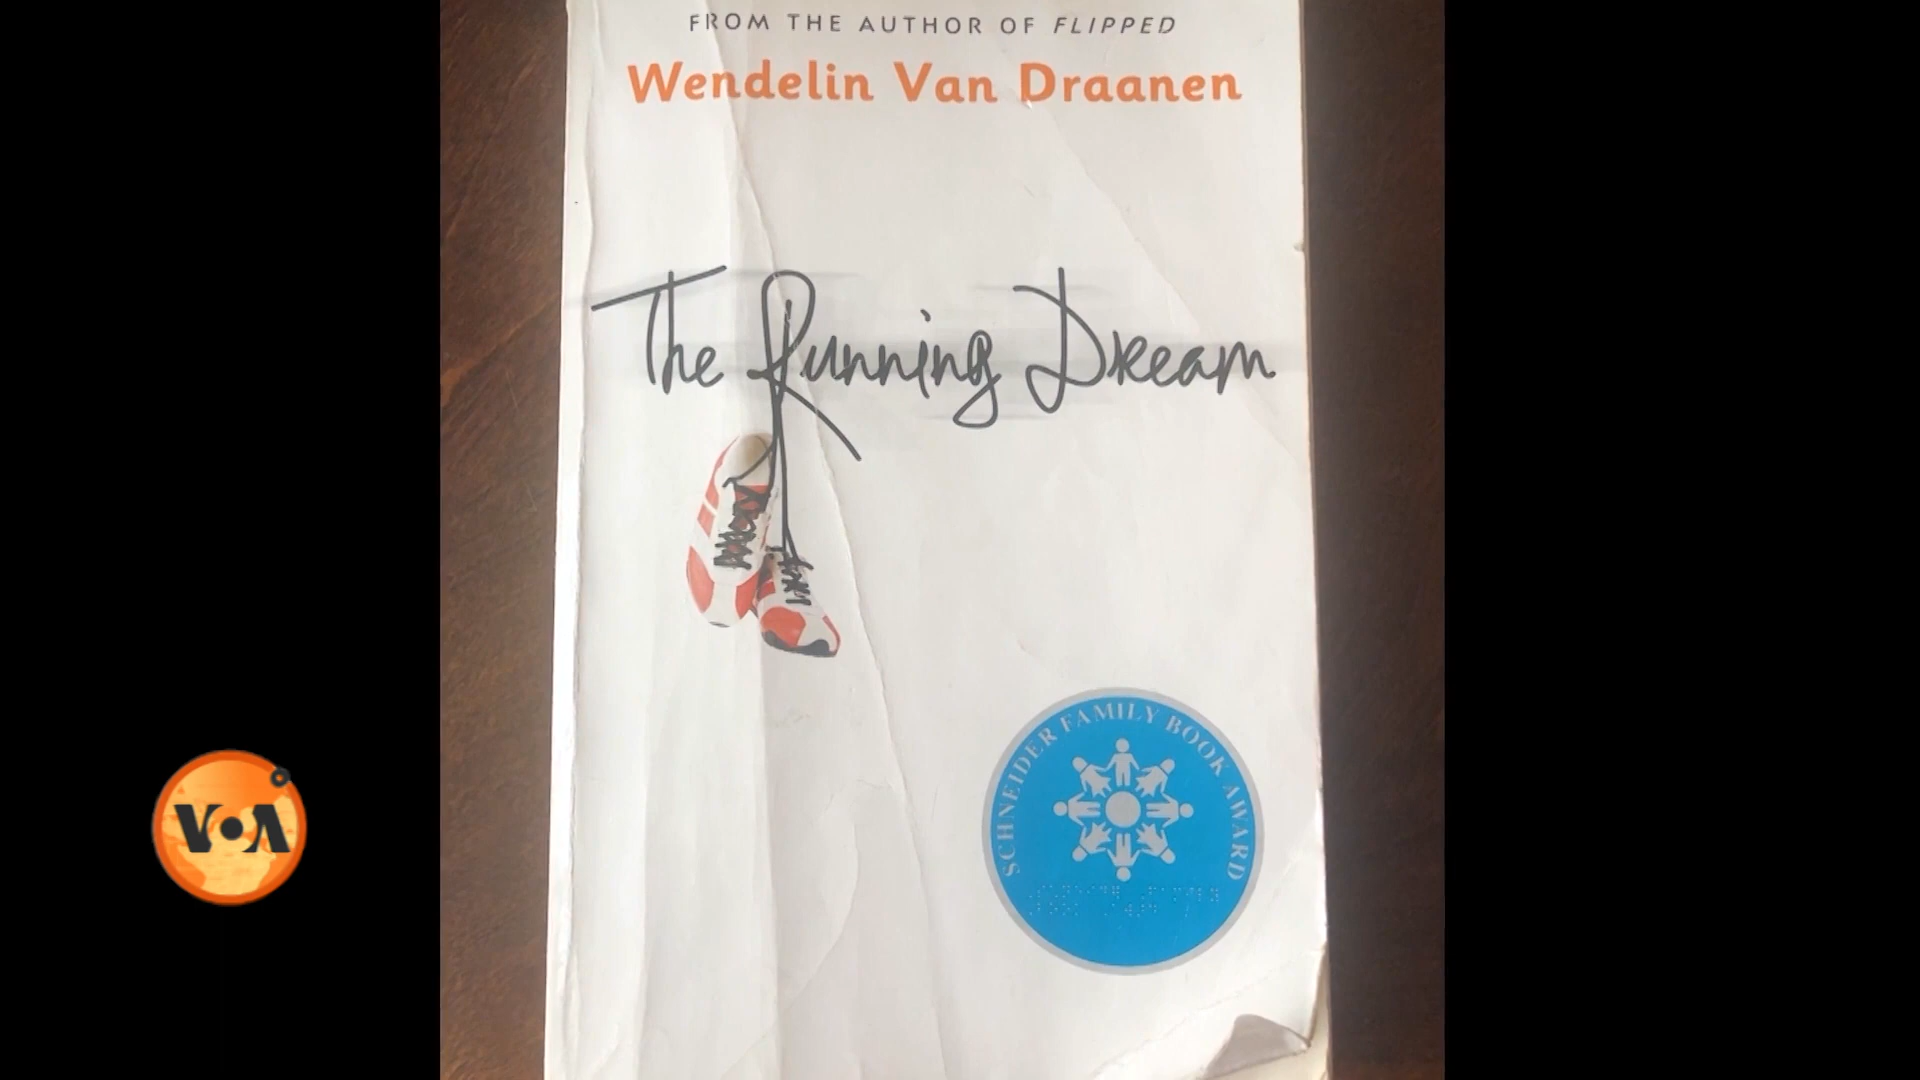 FROM THE AUTHOR OF FLIPPED
Wendelin Van Draanen
The Running Dream
SCHNEIDER FAMILY BOOK AWARD
VOA